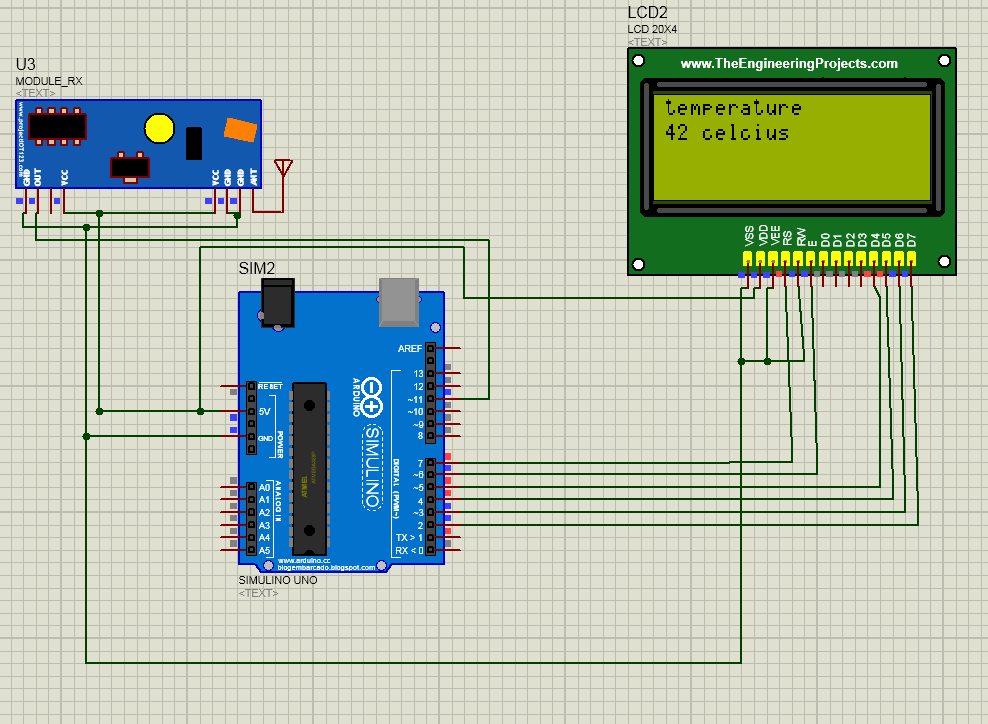 U3
MODULE_RX
<TEXT>
www.projectiot123.com
GND
OUT
VCC
VCC
GND
GND
ANT
LCD2
LCD 20X4
<TEXT>
www.TheEngineeringProjects.com
temperature
42 celcius
VSS
VDD
VEE
RS
RW
E
D0
D1
D2
D3
D4
D5
D6
D7
SIM2
AREF
RESET
5V
GND
POWER
A0
A1
A2
A3
A4
A5
ANALOG IN
ARDUINO
SIMULINO
13
12
~11
~10
~9
8
7
~6
~5
4
~3
2
TX > 1
RX < 0
DIGITAL (PWM~)
ATMEL
www.arduino.cc
blogembarcado.blogspot.com
SIMULINO UNO
<TEXT>